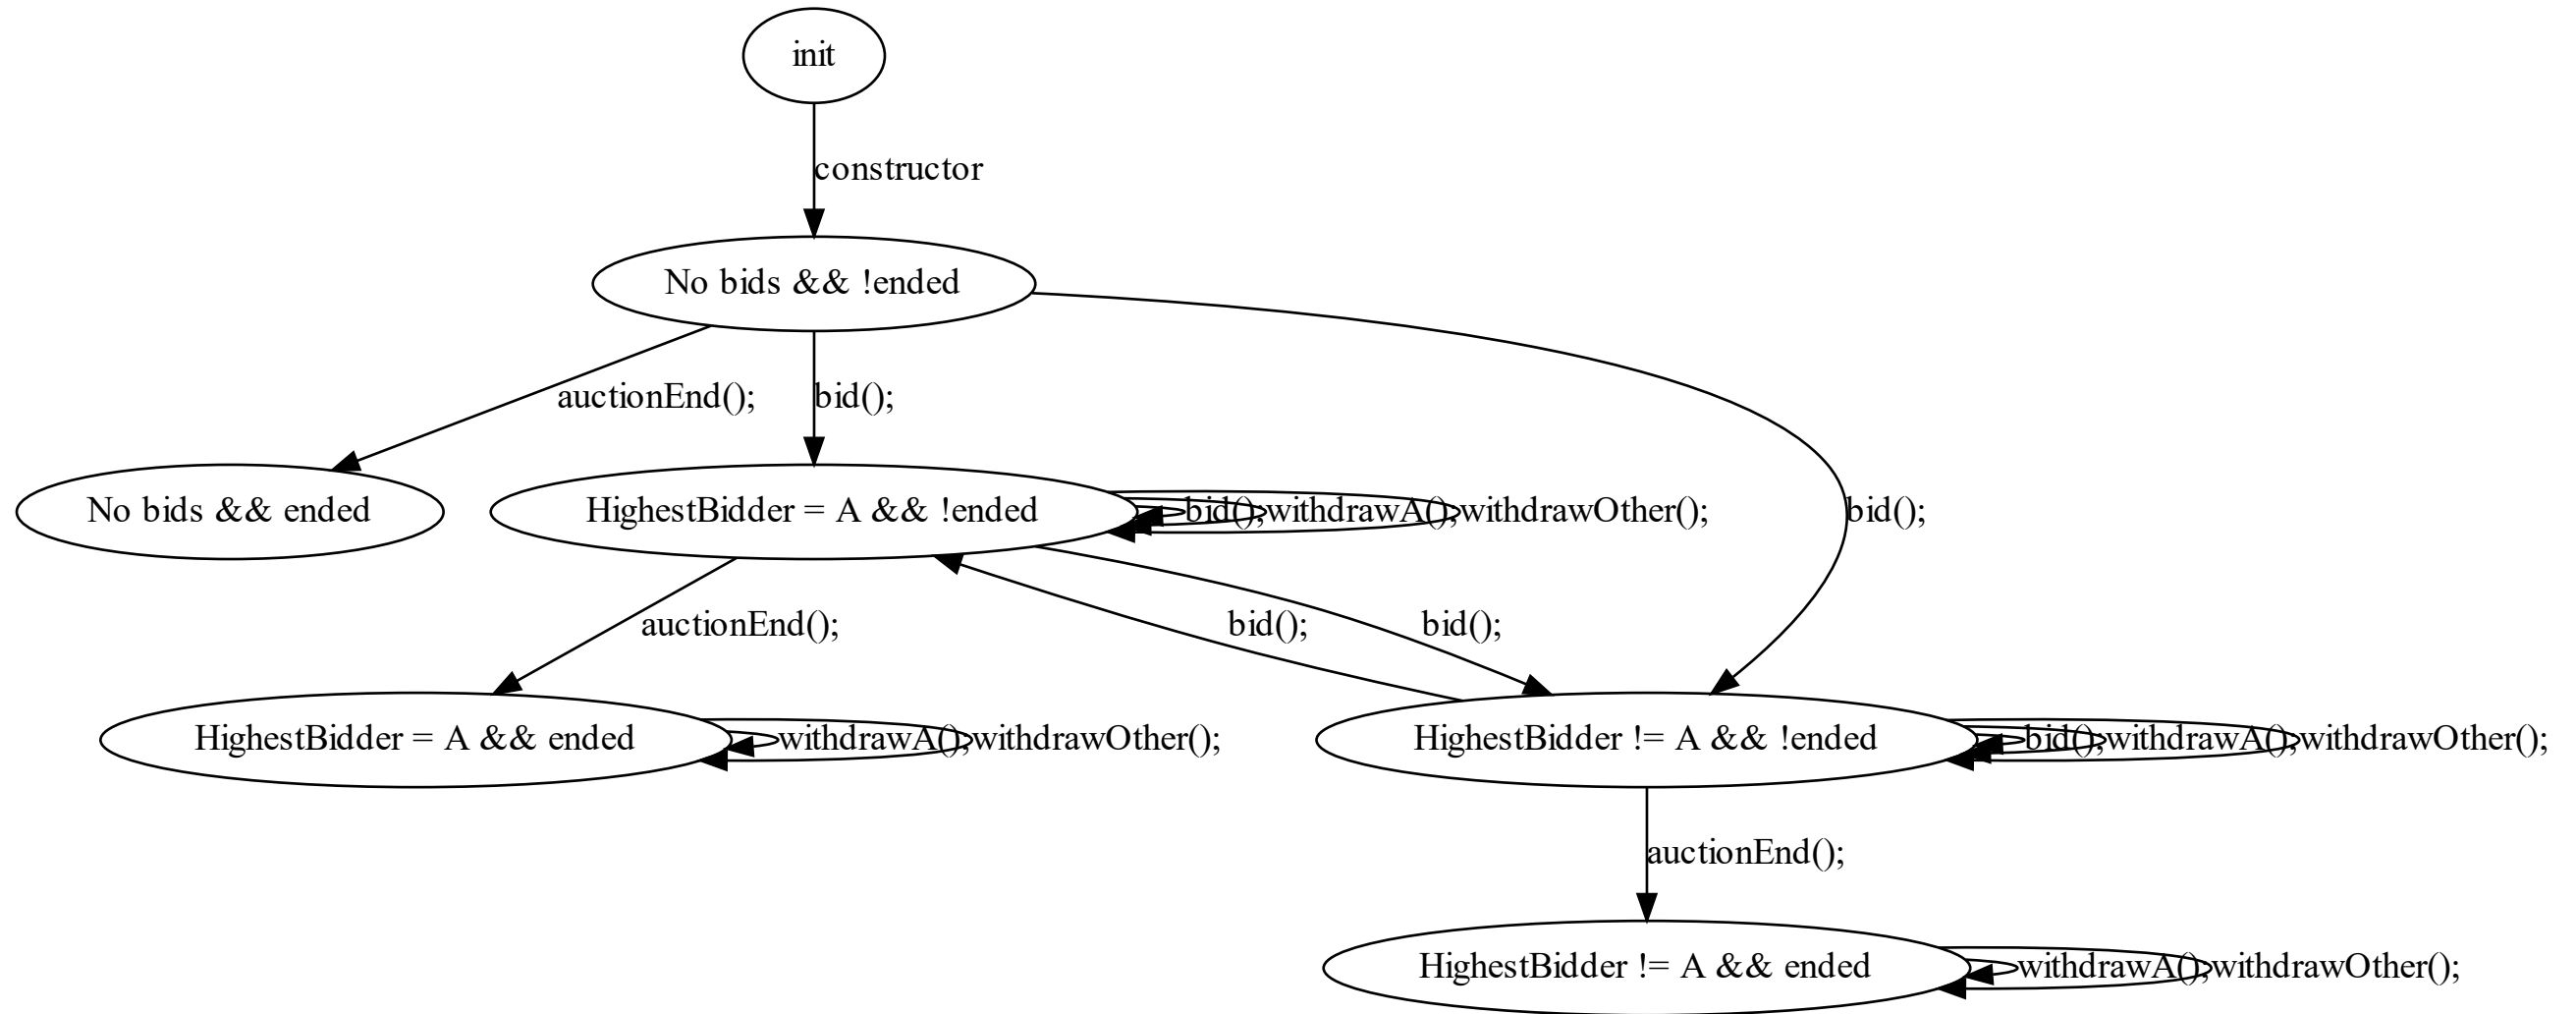 init
constructor
No bids && !ended
auctionEnd();
bid();
No bids && ended
HighestBidder = A && !ended
bid();
withdrawA();
withdrawOther();
bid();
auctionEnd();
bid();
bid();
HighestBidder = A && ended
withdrawA();
withdrawOther();
HighestBidder != A && !ended
bid();
withdrawA();
withdrawOther();
auctionEnd();
HighestBidder != A && ended
withdrawA();
withdrawOther();